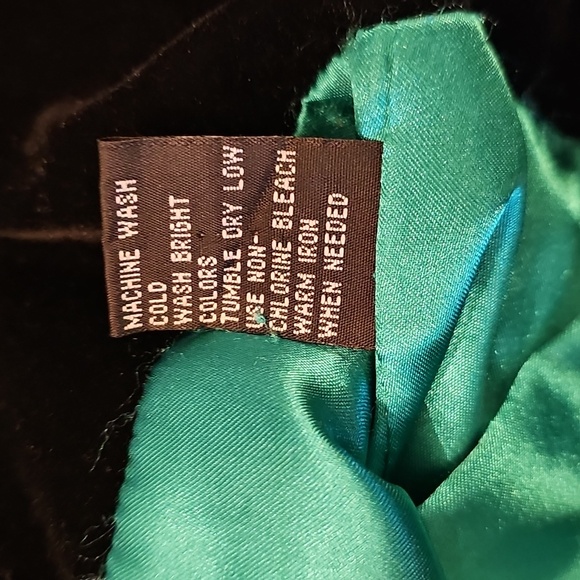 MACHINE WASH
COLD
WASH BRIGHT
COLORS
TUMBLE DRY LOW
USE NON-
CHLORINE BLEACH
WARM IRON
WHEN NEEDED